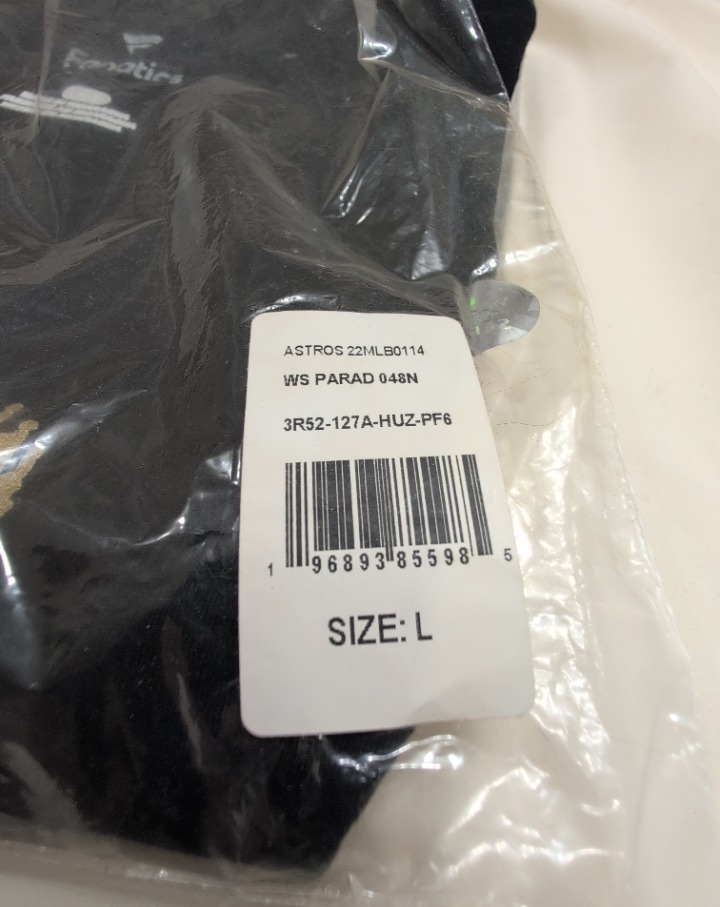 Fanatics
ASTROS 22MLB0114
WS PARAD 048N
3R52-127A-HUZ-PF6
1 96893 85598 5
SIZE: L